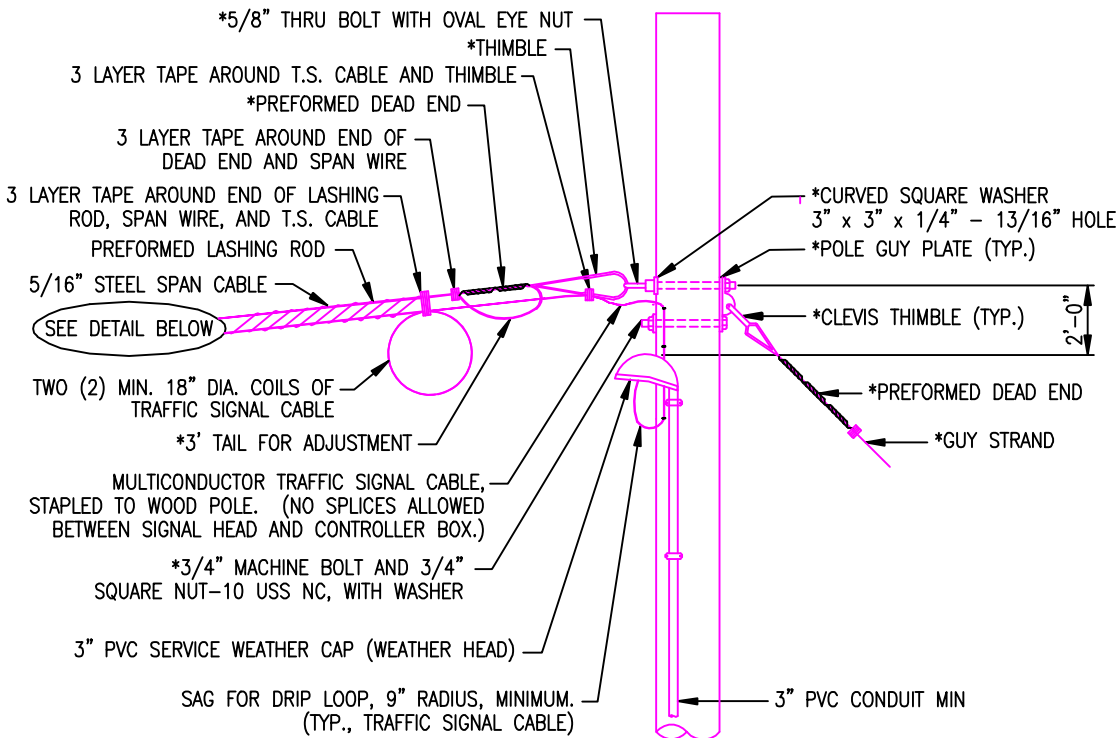 *5/8" THRU BOLT WITH OVAL EYE NUT
*THIMBLE
3 LAYER TAPE AROUND T.S. CABLE AND THIMBLE
*PREFORMED DEAD END
3 LAYER TAPE AROUND END OF
DEAD END AND SPAN WIRE
3 LAYER TAPE AROUND END OF LASHING
ROD, SPAN WIRE, AND T.S. CABLE
PREFORMED LASHING ROD
5/16" STEEL SPAN CABLE
SEE DETAIL BELOW
TWO (2) MIN. 18" DIA. COILS OF
TRAFFIC SIGNAL CABLE
*3' TAIL FOR ADJUSTMENT
MULTICONDUCTOR TRAFFIC SIGNAL CABLE,
STAPLED TO WOOD POLE. (NO SPLICES ALLOWED
BETWEEN SIGNAL HEAD AND CONTROLLER BOX.)
*3/4" MACHINE BOLT AND 3/4"
SQUARE NUT-10 USS NC, WITH WASHER
3" PVC SERVICE WEATHER CAP (WEATHER HEAD)
SAG FOR DRIP LOOP, 9" RADIUS, MINIMUM.
(TYP., TRAFFIC SIGNAL CABLE)
*CURVED SQUARE WASHER
3" x 3" x 1/4" - 13/16" HOLE
*POLE GUY PLATE (TYP.)
*CLEVIS THIMBLE (TYP.)
2'-0"
*PREFORMED DEAD END
*GUY STRAND
3" PVC CONDUIT MIN